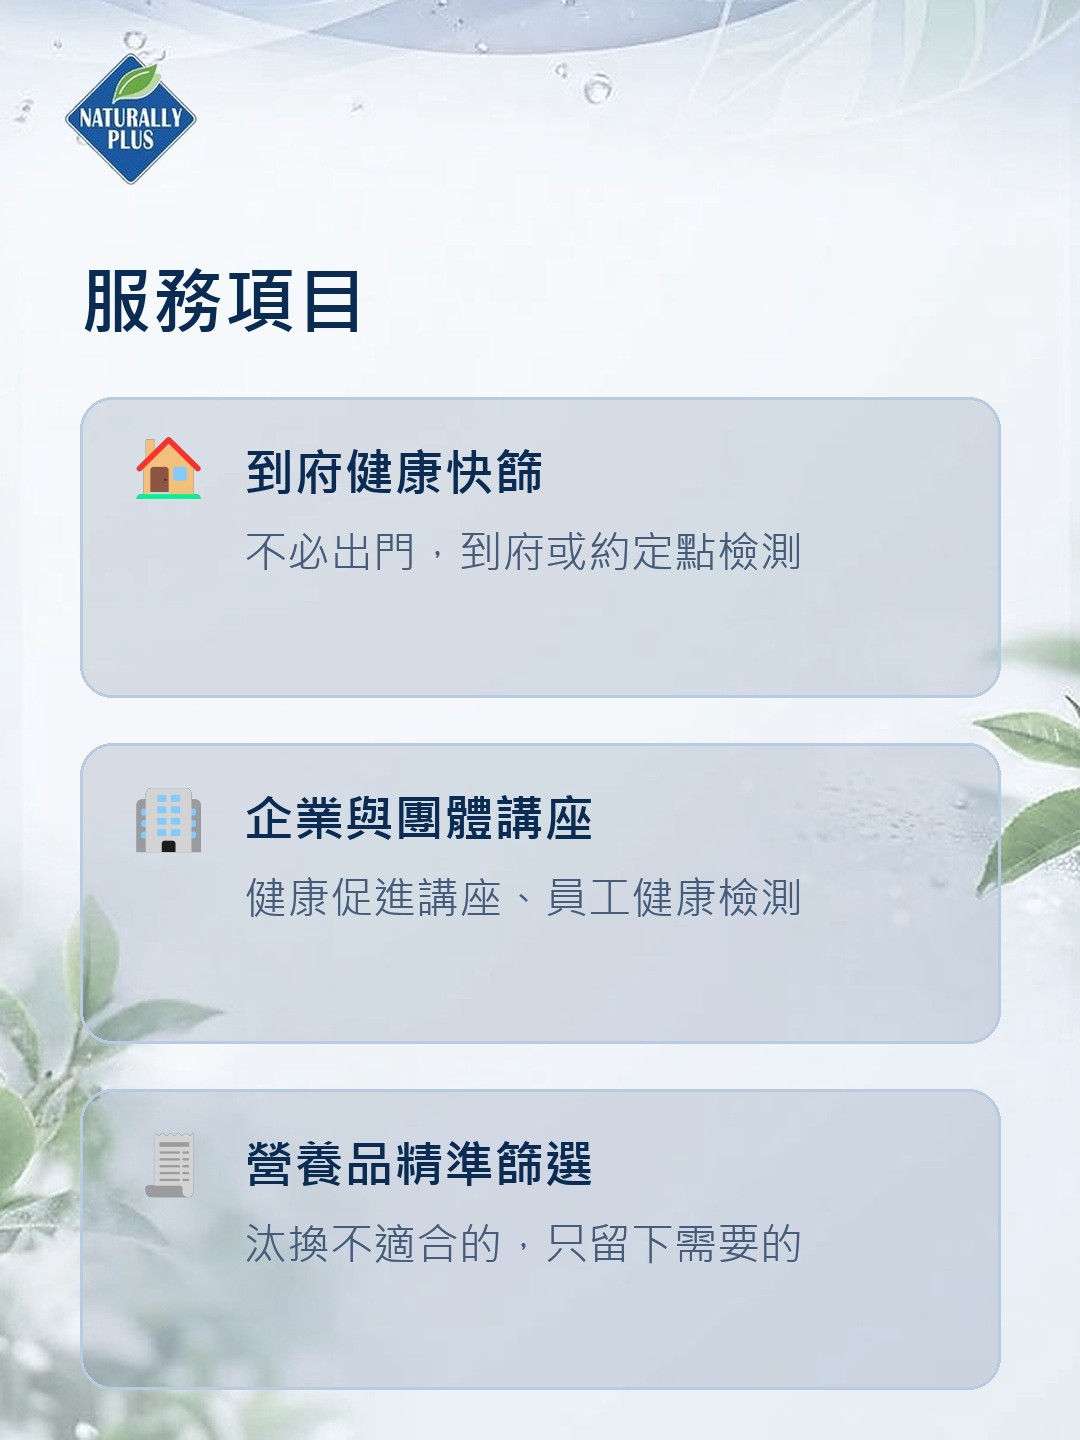 NATURALLY
PLUS
服務項目
到府健康快篩
不必出門，到府或約定點檢測
企業與團體講座
健康促進講座、員工健康檢測
營養品精準篩選
汰換不適合的，只留下需要的